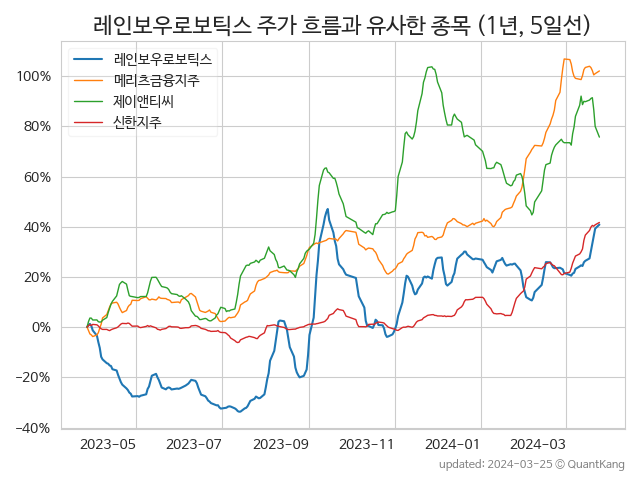 레인보우로보틱스 주가 흐름과 유사한 종목 (1년, 5일선)
레인보우로보틱스
메리츠금융지주
제이앤티씨
신한지주
100%
80%
60%
40%
20%
0%
−20%
−40%
2023-05 2023-07 2023-09 2023-11 2024-01 2024-03
updated: 2024-03-25 © QuantKang